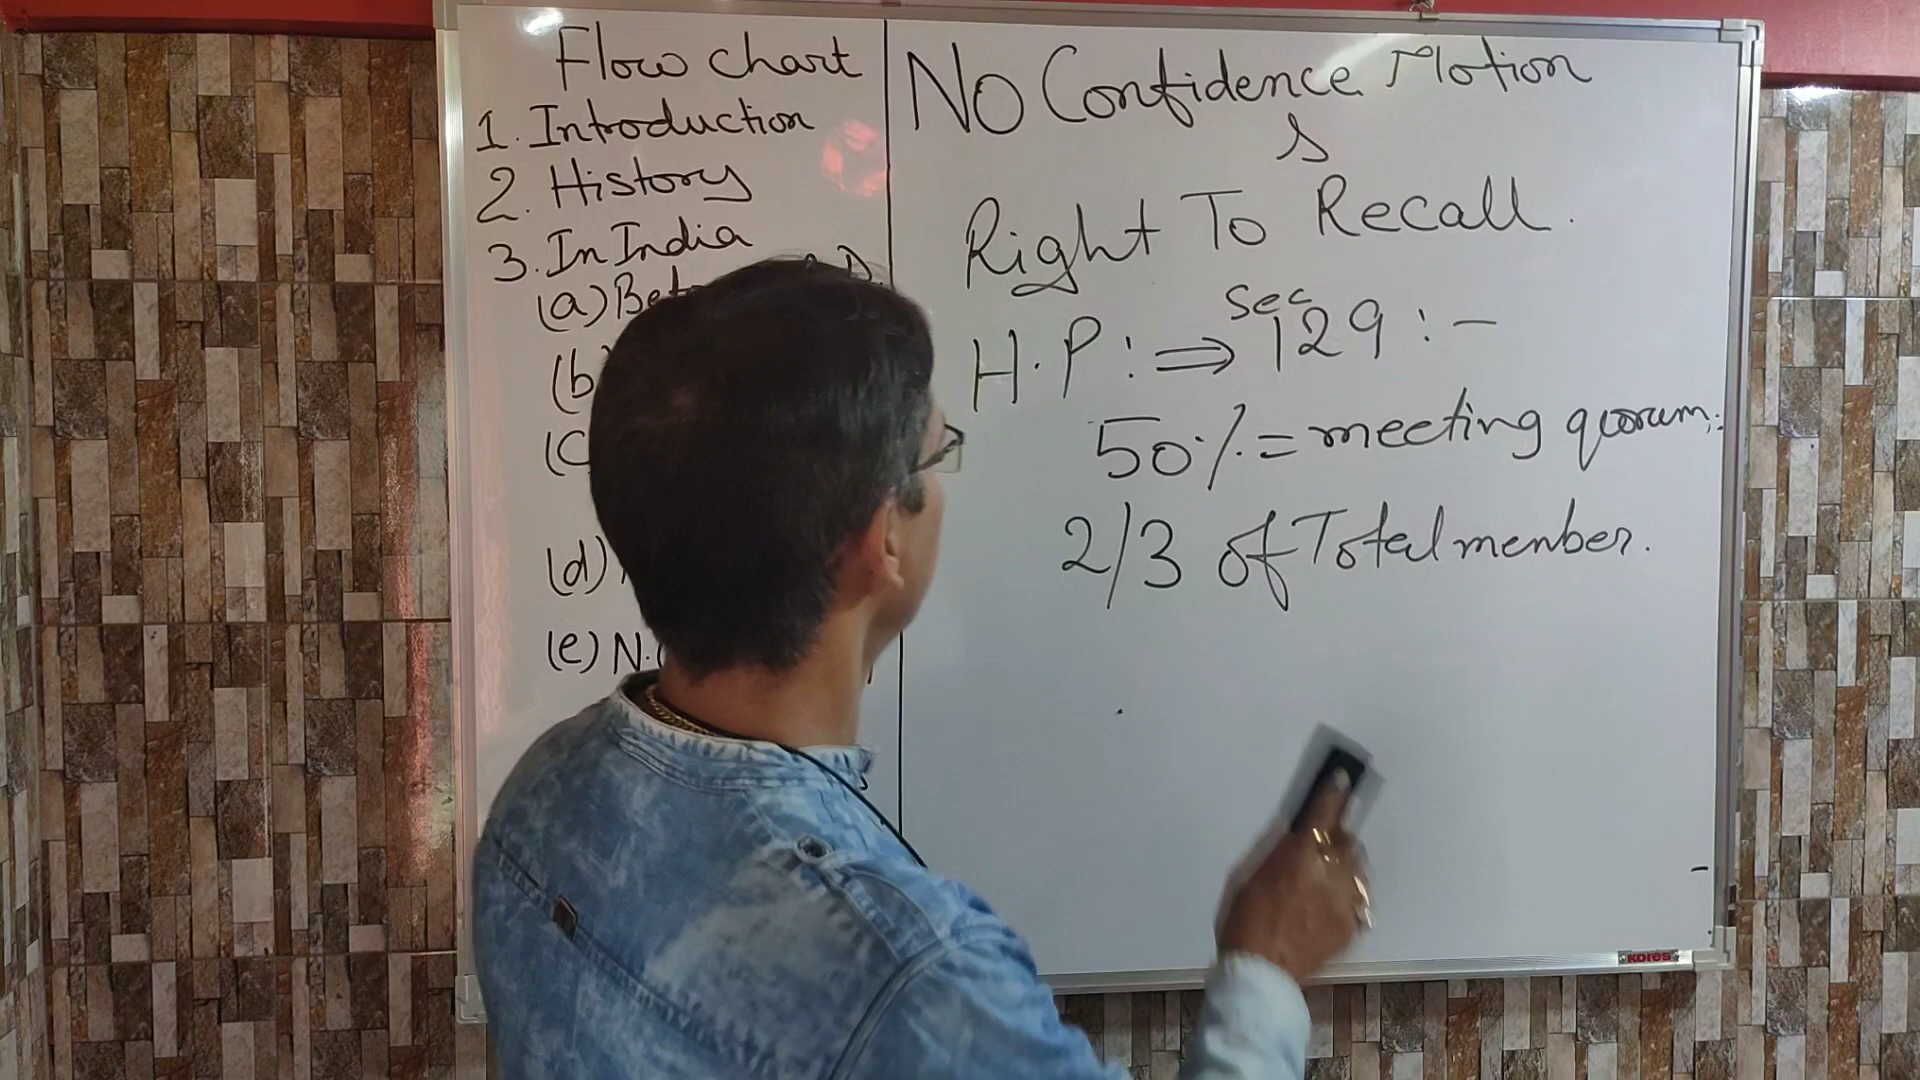 Flow chart
1. Introduction
2. History
3. In India
(a)
(b)
(c)
(d)
(e) N.
No Confidence Motion
&
Right To Recall.
H.P:⇒ Sec 129:-
50% = meeting quorum;
2/3 of Total member.
KOReS